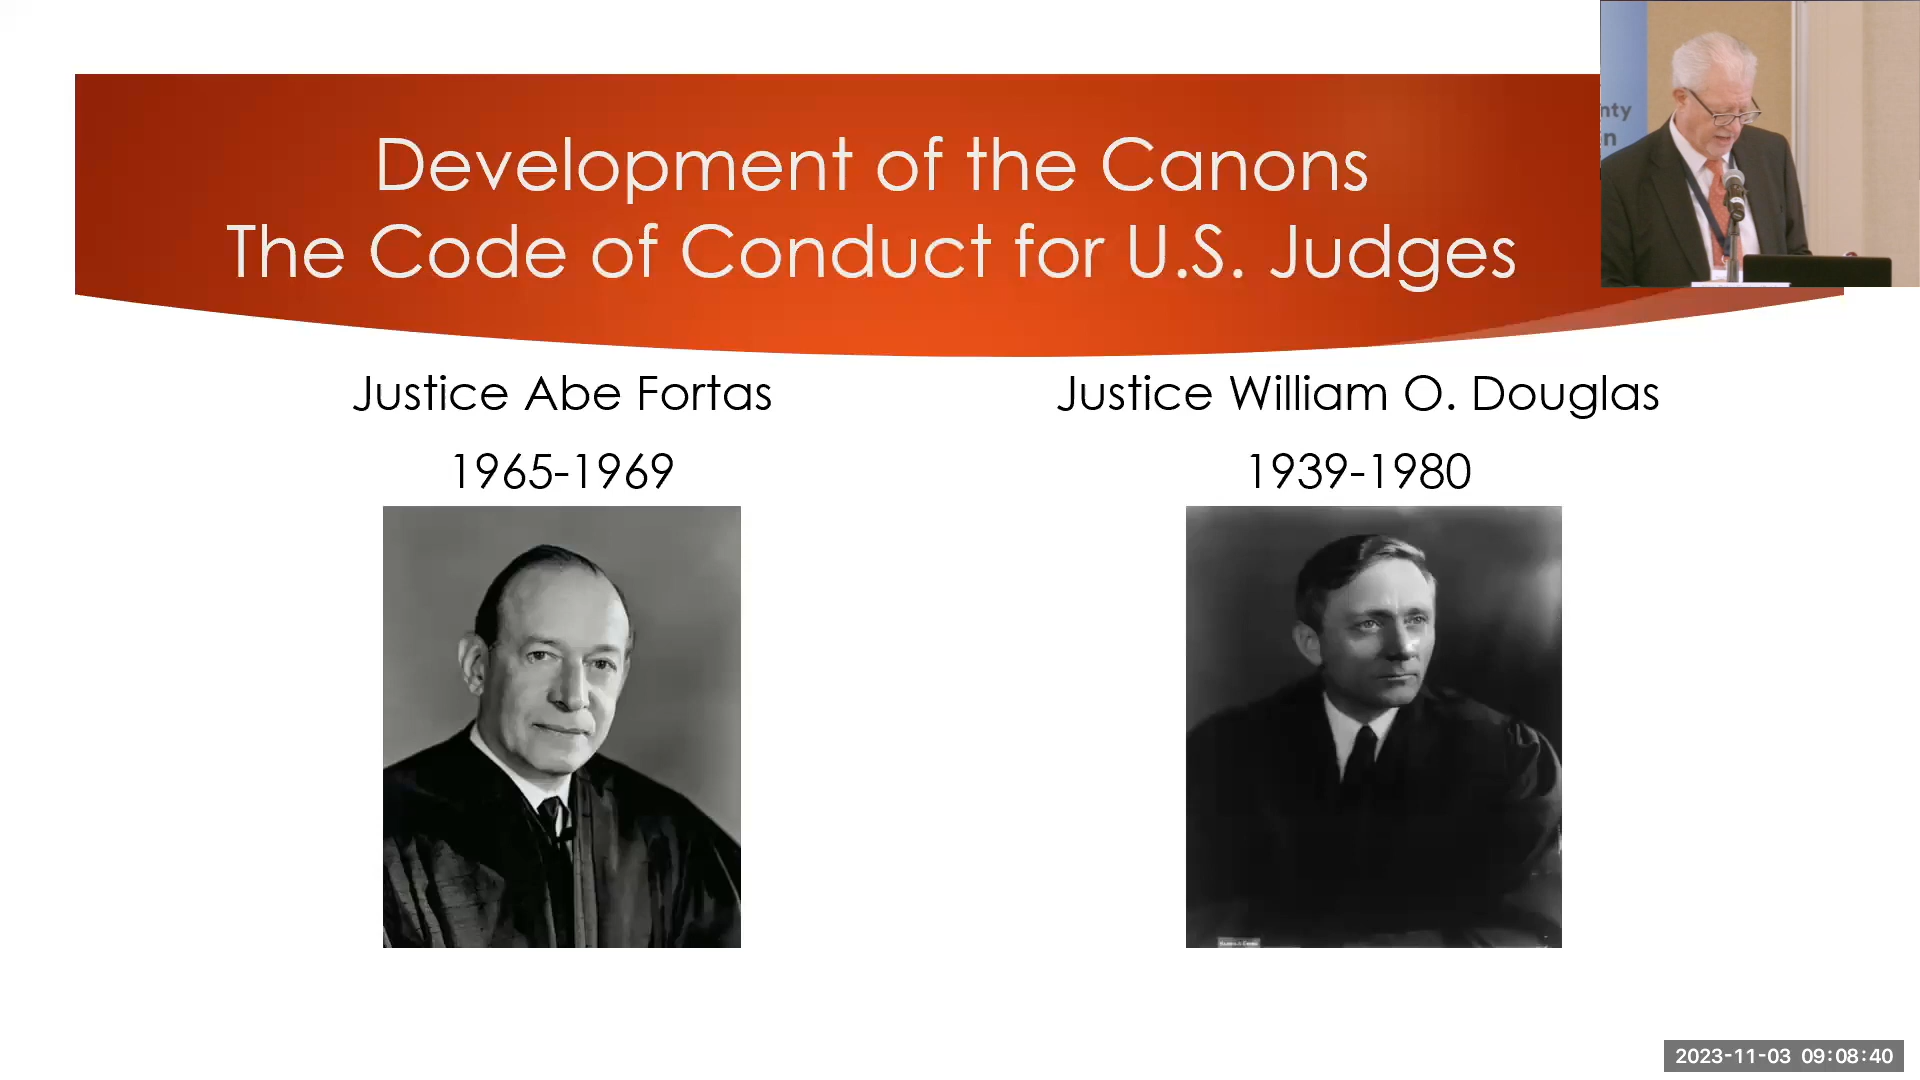 Development of the Canons
The Code of Conduct for U.S. Judges
nty
Justice Abe Fortas
1965-1969
Justice William O. Douglas
1939-1980
2023-11-03 09:08:40